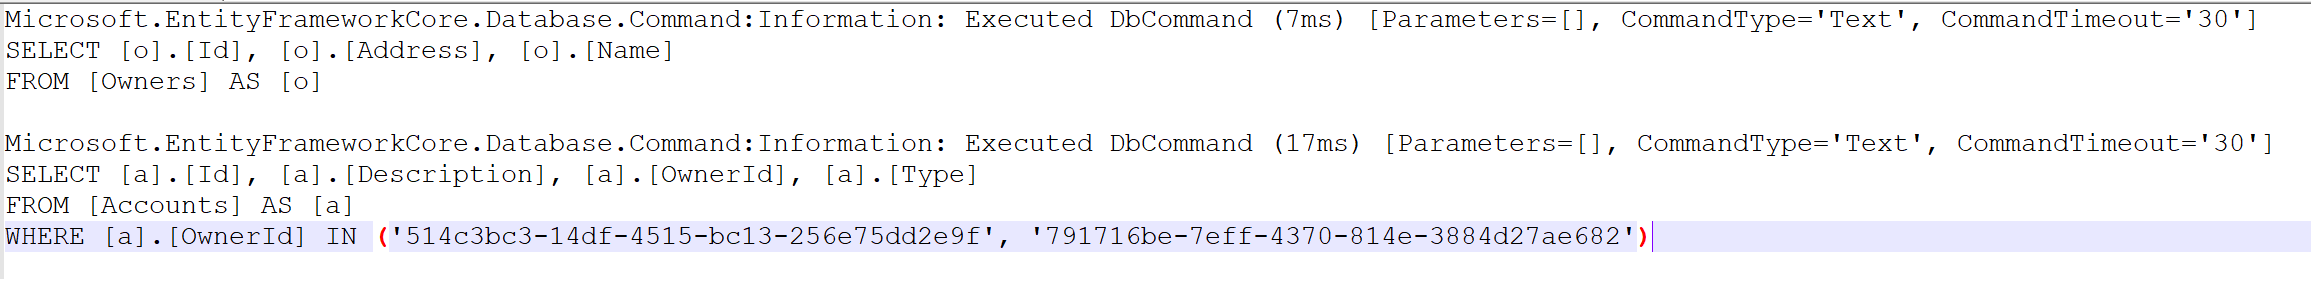 Microsoft.EntityFrameworkCore.Database.Command:Information: Executed DbCommand (7ms) [Parameters=[], CommandType='Text', CommandTimeout='30']
SELECT [o].[Id], [o].[Address], [o].[Name]
FROM [Owners] AS [o]
Microsoft.EntityFrameworkCore.Database.Command:Information: Executed DbCommand (17ms) [Parameters=[], CommandType='Text', CommandTimeout='30']
SELECT [a].[Id], [a].[Description], [a].[OwnerId], [a].[Type]
FROM [Accounts] AS [a]
WHERE [a].[OwnerId] IN ('514c3bc3-14df-4515-bc13-256e75dd2e9f', '791716be-7eff-4370-814e-3884d27ae682')